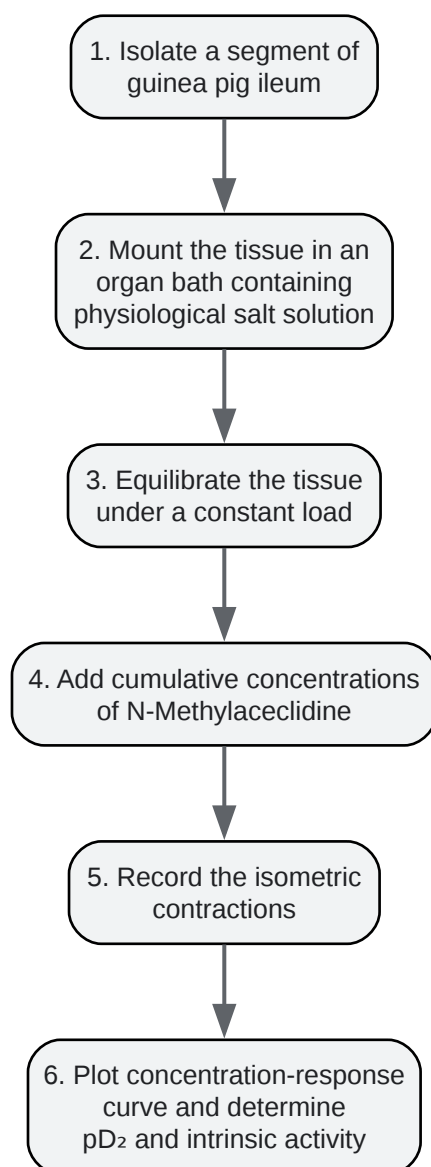 1. Isolate a segment of
guinea pig ileum
2. Mount the tissue in an
organ bath containing
physiological salt solution
3. Equilibrate the tissue
under a constant load
4. Add cumulative concentrations
of N-Methylaceclidine
5. Record the isometric
contractions
6. Plot concentration-response
curve and determine
pD₂ and intrinsic activity